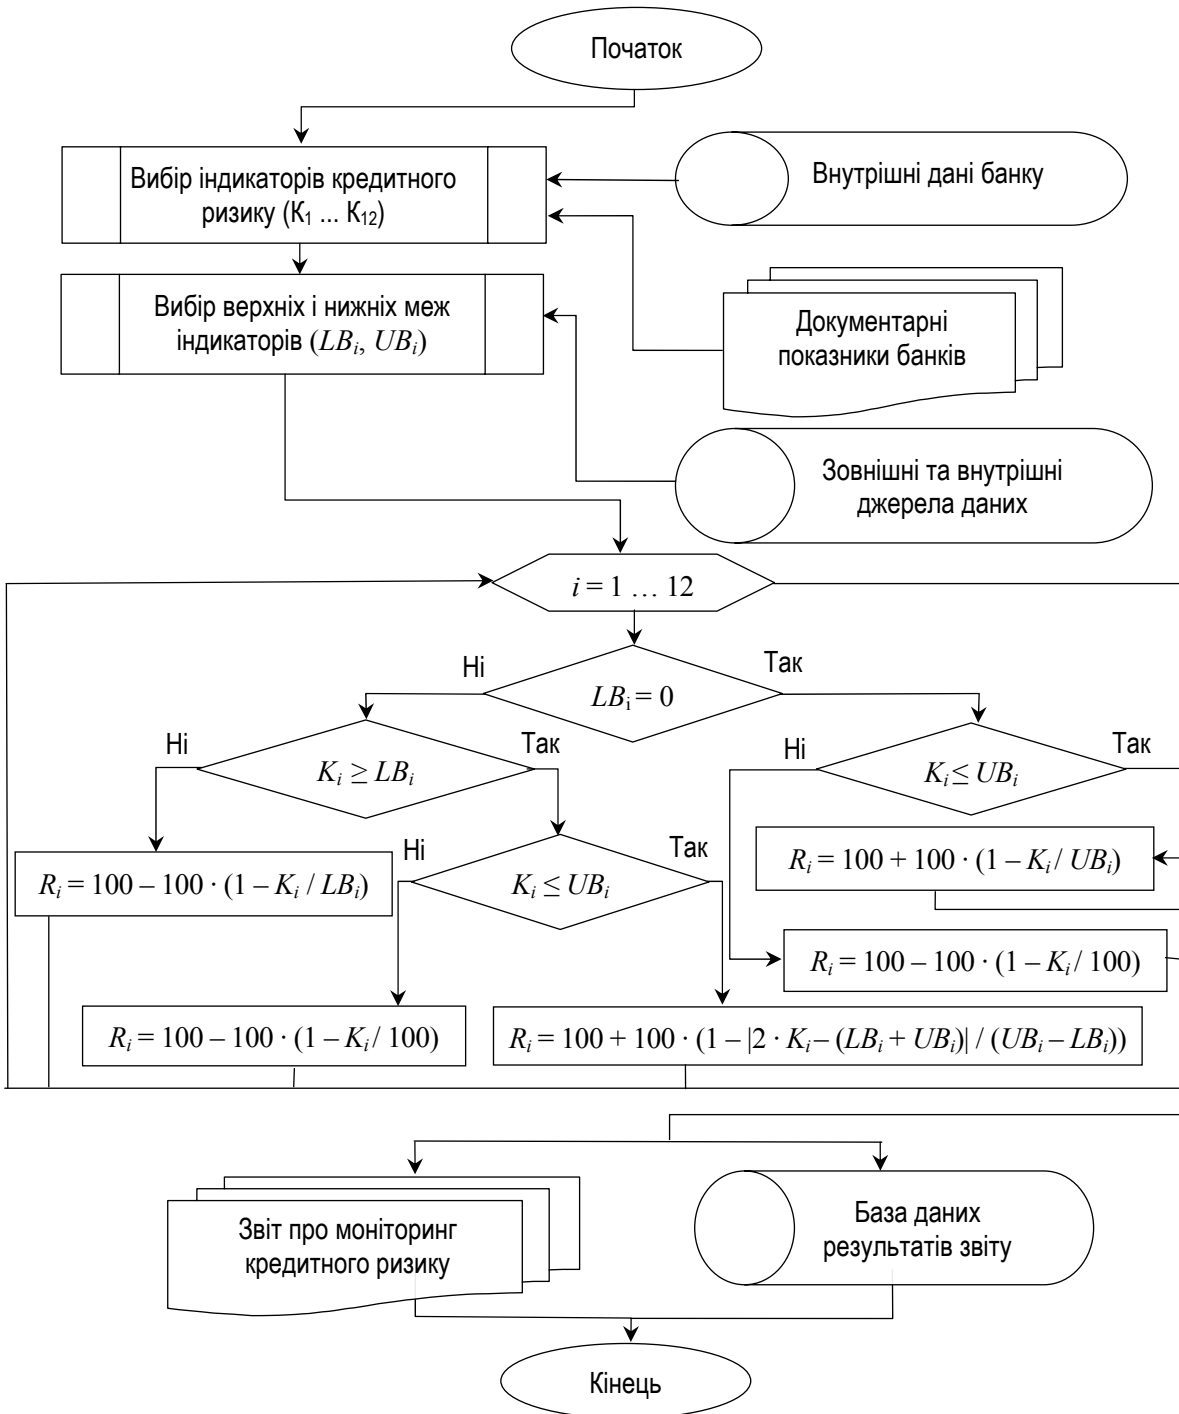 Початок
Вибір індикаторів кредитного
ризику (К₁ ... К₁₂)
Внутрішні дані банку
Вибір верхніх і нижніх меж
індикаторів (LBᵢ, UBᵢ)
Документарні
показники банків
Зовнішні та внутрішні
джерела даних
i = 1 … 12
Ні
Так
LBᵢ = 0
Ні
Так
Kᵢ ≥ LBᵢ
Ні
Так
Kᵢ ≤ UBᵢ
Rᵢ = 100 – 100 · (1 – Kᵢ / LBᵢ)
Ні
Так
Kᵢ ≤ UBᵢ
Rᵢ = 100 + 100 · (1 – Kᵢ / UBᵢ)
Rᵢ = 100 – 100 · (1 – Kᵢ / 100)
Rᵢ = 100 – 100 · (1 – Kᵢ / 100)
Rᵢ = 100 + 100 · (1 – |2 · Kᵢ – (LBᵢ + UBᵢ)| / (UBᵢ – LBᵢ))
Звіт про моніторинг
кредитного ризику
База даних
результатів звіту
Кінець